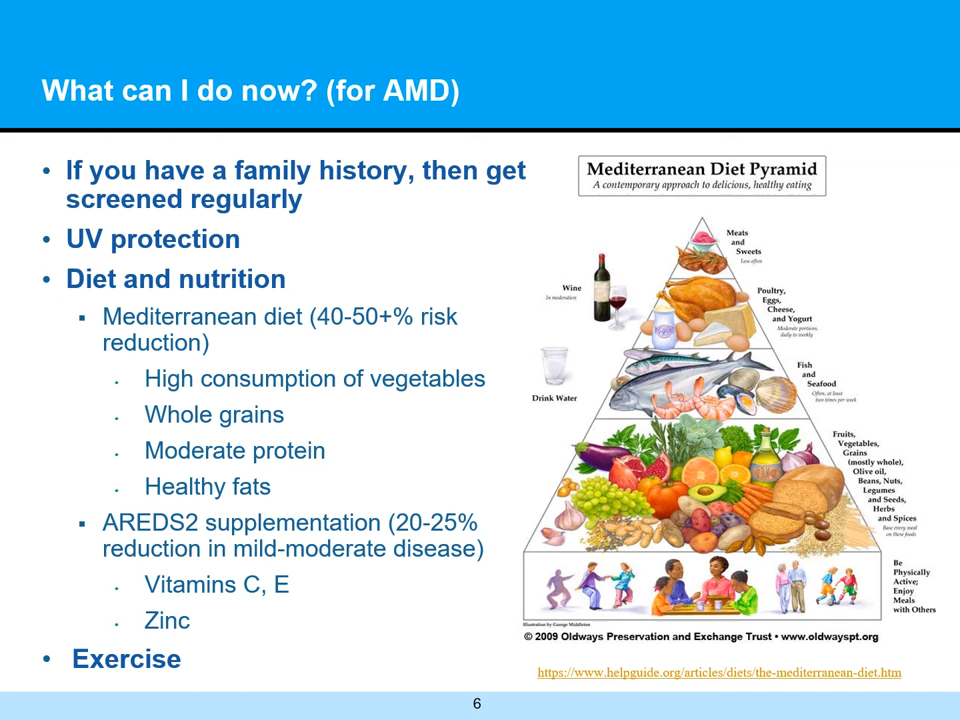 What can I do now? (for AMD)
• If you have a family history, then get
screened regularly
• UV protection
• Diet and nutrition
▪ Mediterranean diet (40-50+% risk
reduction)
• High consumption of vegetables
• Whole grains
• Moderate protein
• Healthy fats
▪ AREDS2 supplementation (20-25%
reduction in mild-moderate disease)
• Vitamins C, E
• Zinc
• Exercise
Mediterranean Diet Pyramid
A contemporary approach to delicious, healthy eating
Meats
and
Sweets
Less often
Wine
In moderation
Poultry,
Eggs,
Cheese,
and Yogurt
Moderate portions,
daily to weekly
Drink Water
Fish
and
Seafood
Often, at least
two times per week
Fruits,
Vegetables,
Grains
(mostly whole),
Olive oil,
Beans, Nuts,
Legumes
and Seeds,
Herbs
and Spices
Base every meal
on these foods
Be
Physically
Active;
Enjoy
Meals
with Others
Illustration by George Middleton
© 2009 Oldways Preservation and Exchange Trust • www.oldwayspt.org
https://www.helpguide.org/articles/diets/the-mediterranean-diet.htm
6